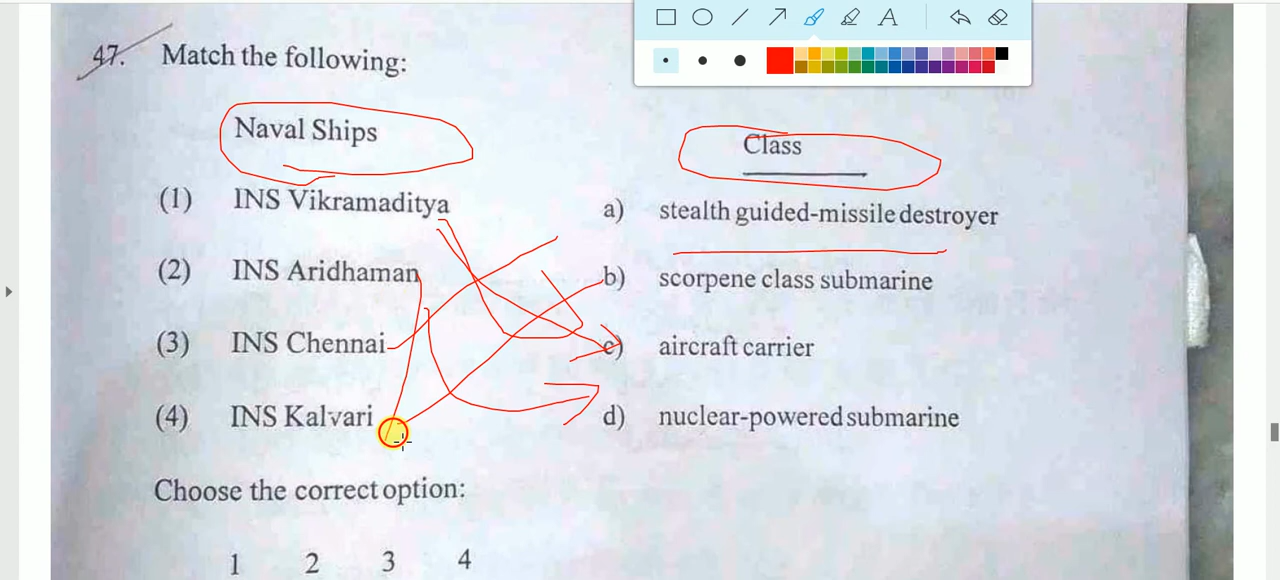 47. Match the following:
Naval Ships Class
(1) INS Vikramaditya a) stealth guided-missile destroyer
(2) INS Aridhaman b) scorpene class submarine
(3) INS Chennai c) aircraft carrier
(4) INS Kalvari d) nuclear-powered submarine
Choose the correct option:
1 2 3 4